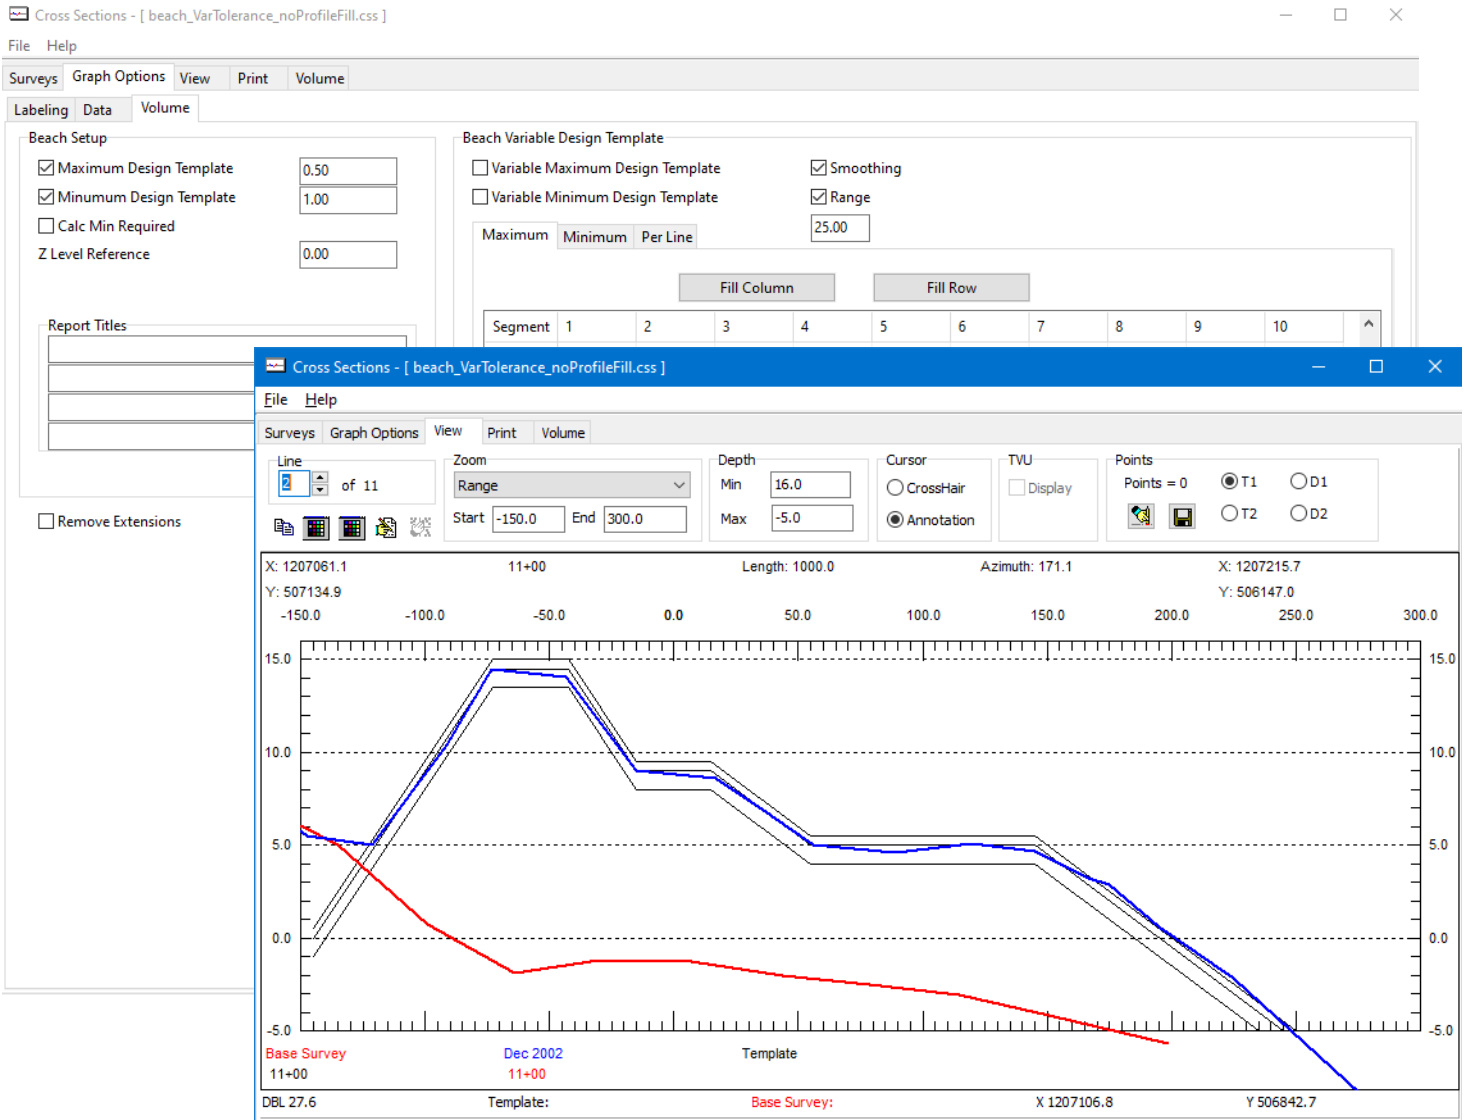 Cross Sections - [ beach_VarTolerance_noProfileFill.css ]
File Help
Surveys Graph Options View Print Volume
Labeling Data Volume
Beach Setup
Maximum Design Template 0.50
Minumum Design Template 1.00
Calc Min Required
Z Level Reference 0.00
Report Titles
Remove Extensions
Beach Variable Design Template
Variable Maximum Design Template Smoothing
Variable Minimum Design Template Range
25.00
Maximum Minimum Per Line
Fill Column Fill Row
Segment 1 2 3 4 5 6 7 8 9 10
Cross Sections - [ beach_VarTolerance_noProfileFill.css ]
File Help
Surveys Graph Options View Print Volume
Line Zoom Depth Cursor TVU Points
2 of 11 Range Min 16.0 CrossHair Display Points = 0 T1 D1
Start -150.0 End 300.0 Max -5.0 Annotation T2 D2
X: 1207061.1 11+00 Length: 1000.0 Azimuth: 171.1 X: 1207215.7
Y: 507134.9 Y: 506147.0
-150.0 -100.0 -50.0 0.0 50.0 100.0 150.0 200.0 250.0 300.0
15.0 15.0
10.0 10.0
5.0 5.0
0.0 0.0
-5.0 -5.0
Base Survey Dec 2002 Template
11+00 11+00
DBL 27.6 Template: Base Survey: X 1207106.8 Y 506842.7